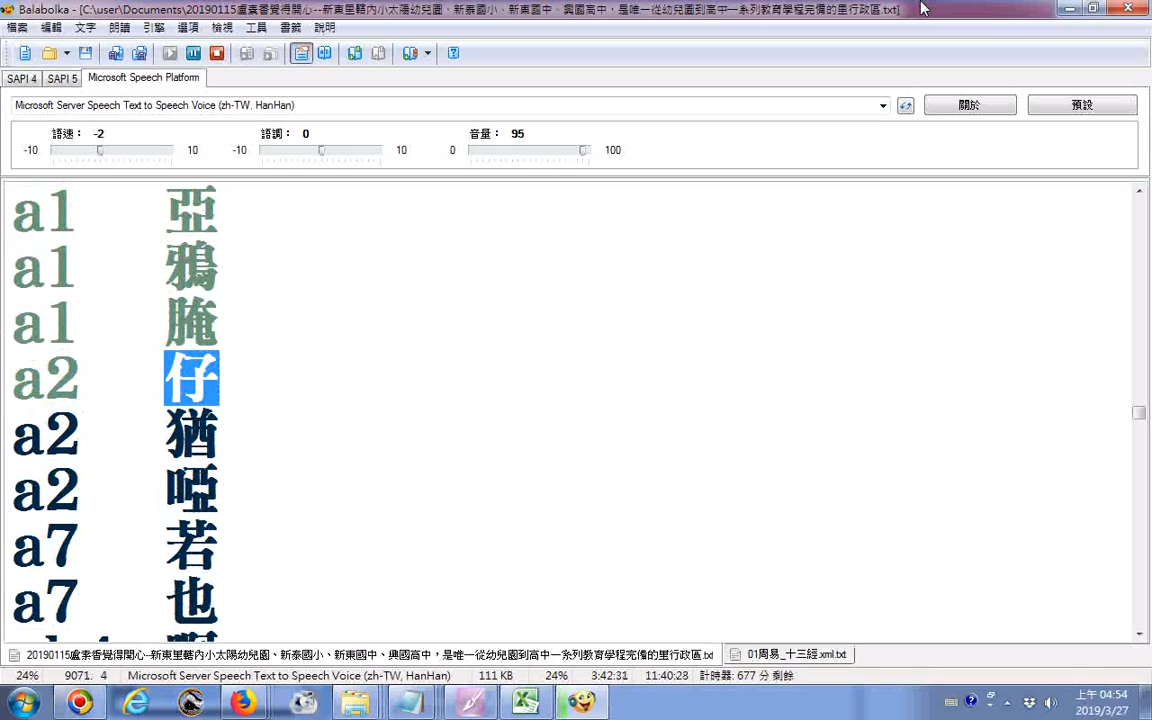 Balabolka - [C:\user\Documents\20190115盧素香覺得開心--新東里轄內小太陽幼兒園、新泰國小、新東國中、興國高中，是唯一從幼兒園到高中一系列教育學程完備的里行政區.txt]
檔案 編輯 文字 朗讀 引擎 選項 檢視 工具 書籤 說明
SAPI 4 SAPI 5 Microsoft Speech Platform
Microsoft Server Speech Text to Speech Voice (zh-TW, HanHan) 關於 預設
語速： -2 語調： 0 音量： 95
-10 10 -10 10 0 100
a1 亞
a1 鴉
a1 腌
a2 仔
a2 猶
a2 啞
a7 若
a7 也
20190115盧素香覺得開心--新東里轄內小太陽幼兒園、新泰國小、新東國中、興國高中，是唯一從幼兒園到高中一系列教育學程完備的里行政區.txt 01周易_十三經.xml.txt
24% 9071. 4 Microsoft Server Speech Text to Speech Voice (zh-TW, HanHan) 111 KB 24% 3:42:31 11:40:28 計時器: 677 分 剩餘
上午 04:54
2019/3/27